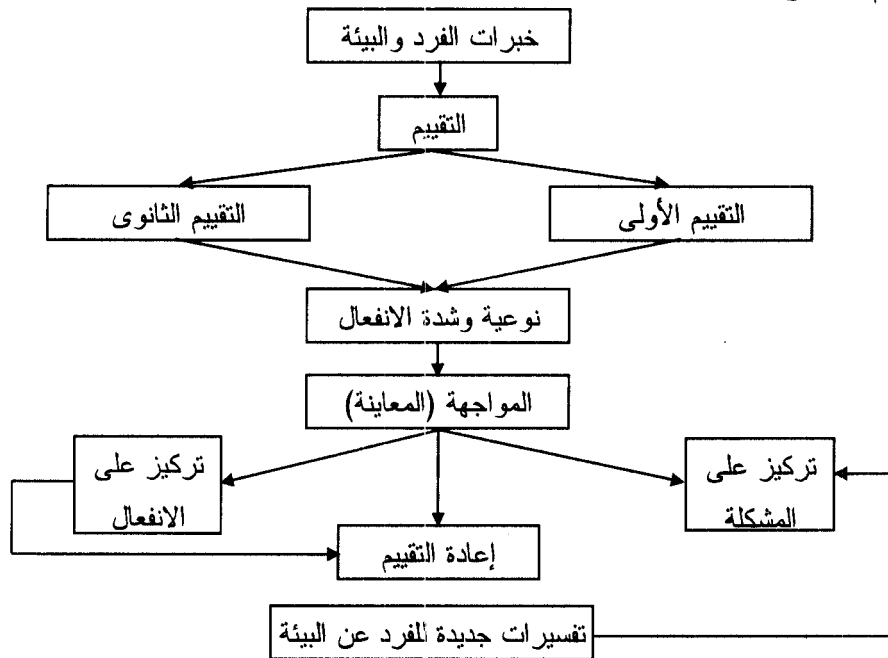 خبرات الفرد والبيئة
التقييم
التقييم الأولى
التقييم الثانوى
نوعية وشدة الانفعال
المواجهة (المعاينة)
تركيز على
المشكلة
تركيز على
الانفعال
إعادة التقييم
تفسيرات جديدة للفرد عن البيئة